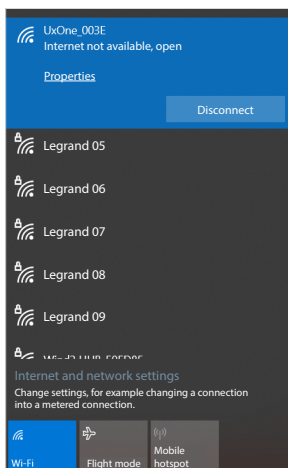 UxOne_003E
Internet not available, open
Properties
Disconnect
Legrand 05
Legrand 06
Legrand 07
Legrand 08
Legrand 09
Internet and network settings
Change settings, for example changing a connection
into a metered connection.
Wi-Fi
Flight mode
Mobile
hotspot